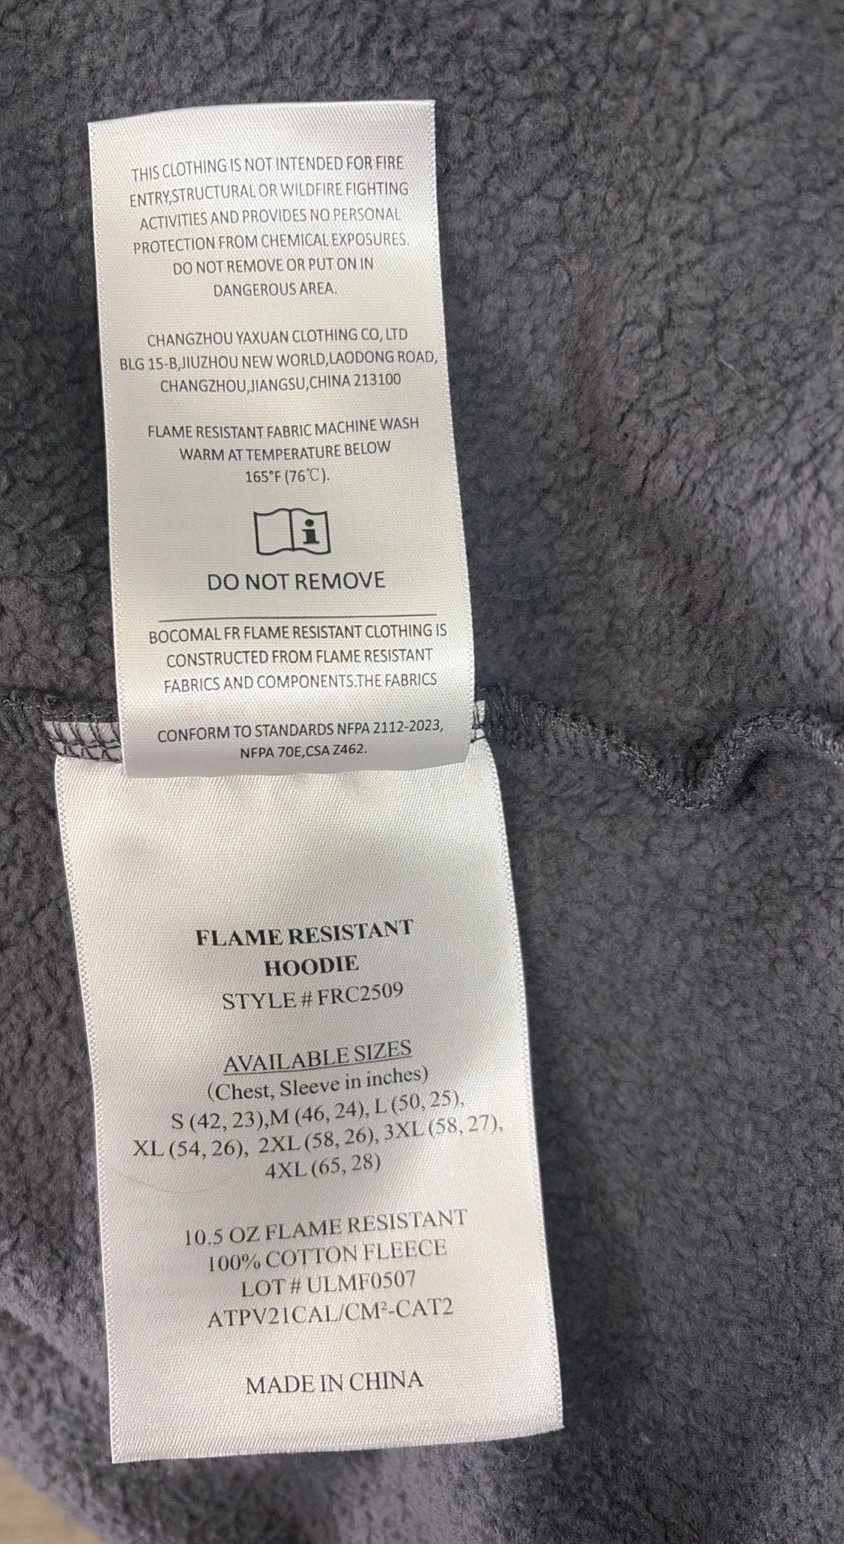 THIS CLOTHING IS NOT INTENDED FOR FIRE
ENTRY,STRUCTURAL OR WILDFIRE FIGHTING
ACTIVITIES AND PROVIDES NO PERSONAL
PROTECTION FROM CHEMICAL EXPOSURES.
DO NOT REMOVE OR PUT ON IN
DANGEROUS AREA.
CHANGZHOU YAXUAN CLOTHING CO, LTD
BLG 15-B,JIUZHOU NEW WORLD,LAODONG ROAD,
CHANGZHOU,JIANGSU,CHINA 213100
FLAME RESISTANT FABRIC MACHINE WASH
WARM AT TEMPERATURE BELOW
165°F (76℃).
i
DO NOT REMOVE
BOCOMAL FR FLAME RESISTANT CLOTHING IS
CONSTRUCTED FROM FLAME RESISTANT
FABRICS AND COMPONENTS.THE FABRICS
CONFORM TO STANDARDS NFPA 2112-2023,
NFPA 70E,CSA Z462.
FLAME RESISTANT
HOODIE
STYLE # FRC2509
AVAILABLE SIZES
(Chest, Sleeve in inches)
S (42, 23),M (46, 24), L (50, 25),
XL (54, 26), 2XL (58, 26), 3XL (58, 27),
4XL (65, 28)
10.5 OZ FLAME RESISTANT
100% COTTON FLEECE
LOT # ULMF0507
ATPV21CAL/CM²-CAT2
MADE IN CHINA